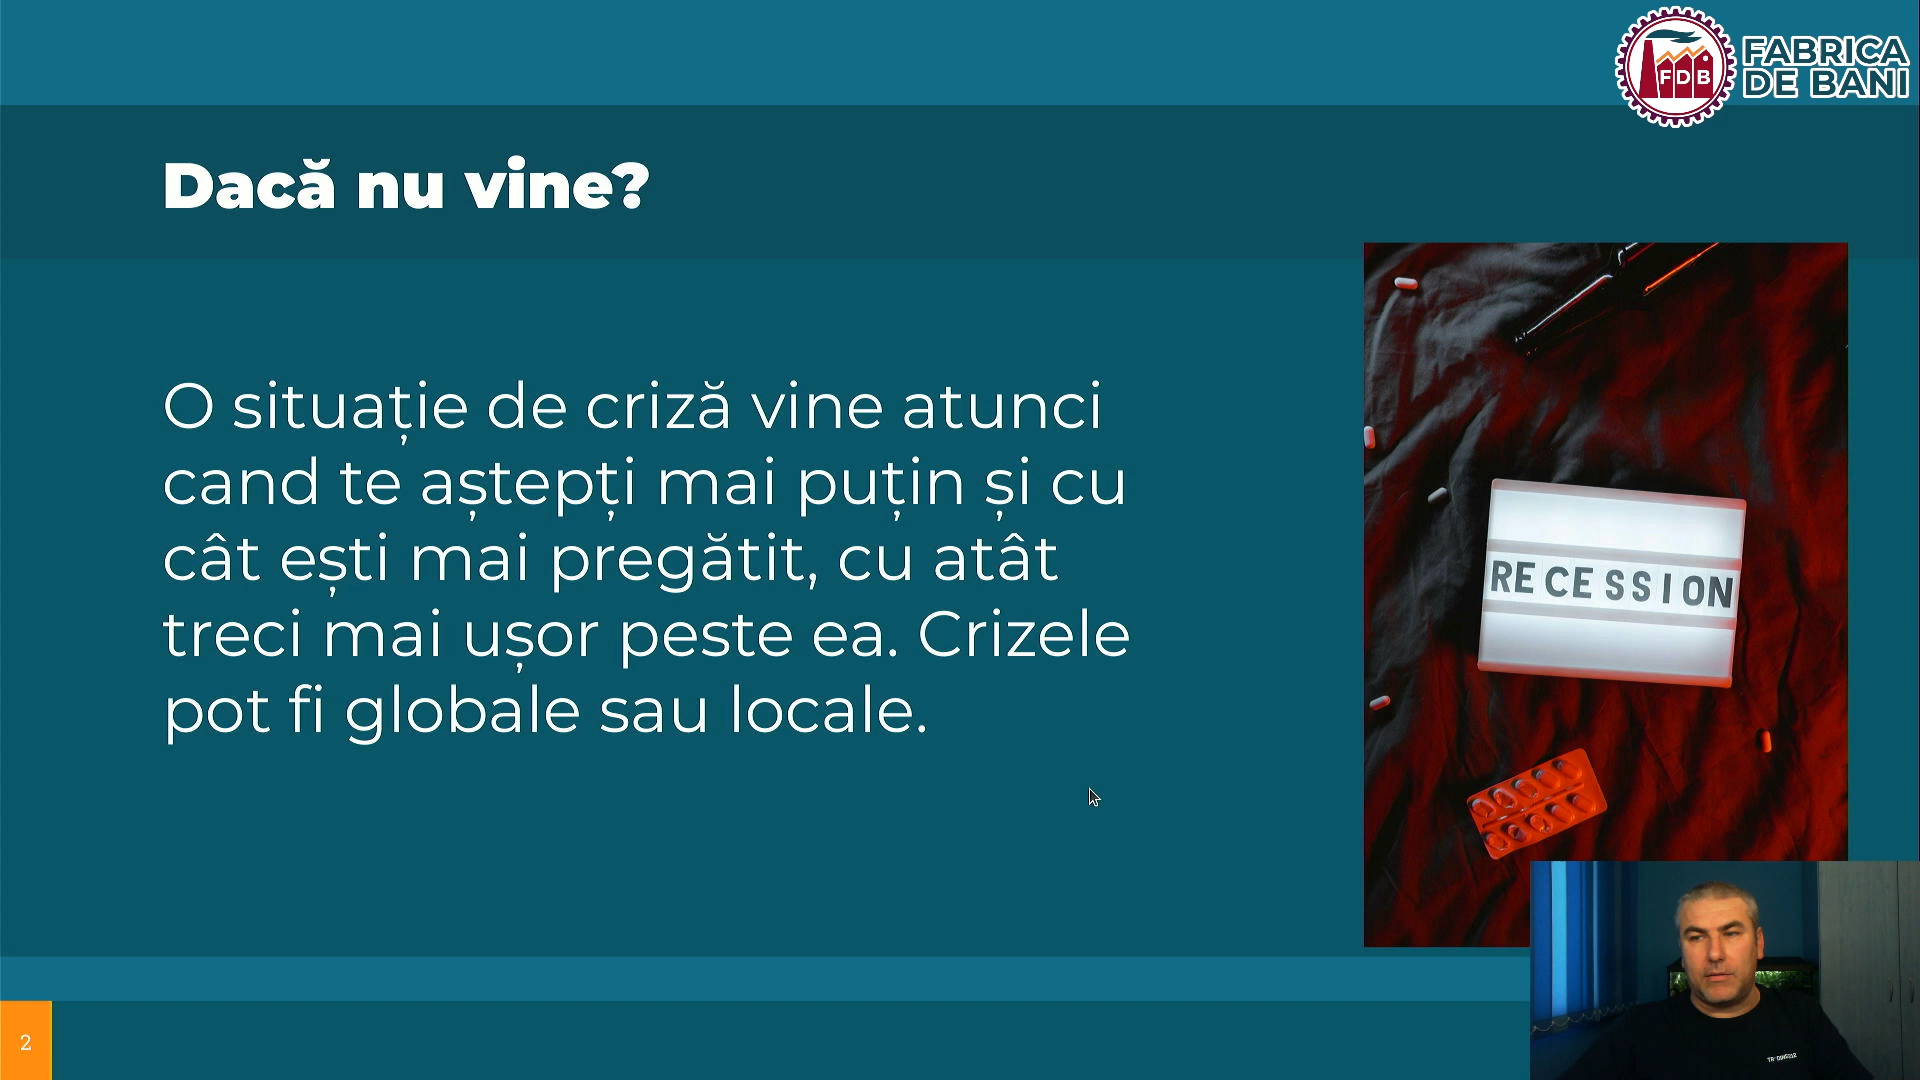 FABRICA
DE BANI
FDB
Dacă nu vine?
O situație de criză vine atunci
cand te aștepți mai puțin și cu
cât ești mai pregătit, cu atât
treci mai ușor peste ea. Crizele
pot fi globale sau locale.
RECESSION
2